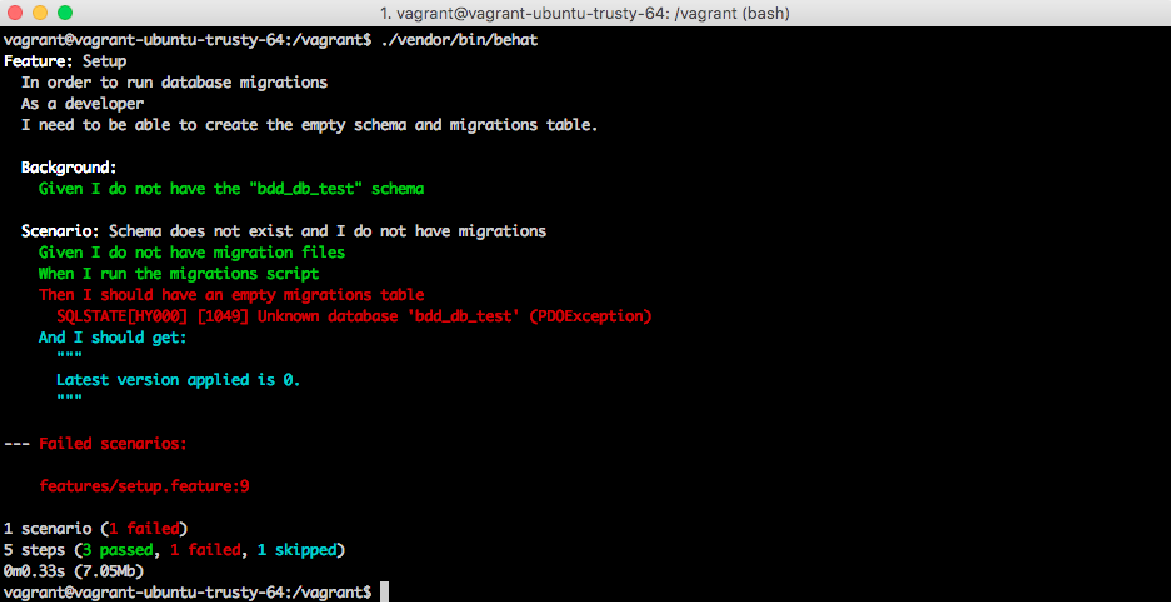 1. vagrant@vagrant-ubuntu-trusty-64: /vagrant (bash)
vagrant@vagrant-ubuntu-trusty-64:/vagrant$ ./vendor/bin/behat
Feature: Setup
  In order to run database migrations
  As a developer
  I need to be able to create the empty schema and migrations table.

  Background:
    Given I do not have the "bdd_db_test" schema

  Scenario: Schema does not exist and I do not have migrations
    Given I do not have migration files
    When I run the migrations script
    Then I should have an empty migrations table
      SQLSTATE[HY000] [1049] Unknown database 'bdd_db_test' (PDOException)
    And I should get:
      """
      Latest version applied is 0.
      """

--- Failed scenarios:

    features/setup.feature:9

1 scenario (1 failed)
5 steps (3 passed, 1 failed, 1 skipped)
0m0.33s (7.05Mb)
vagrant@vagrant-ubuntu-trusty-64:/vagrant$